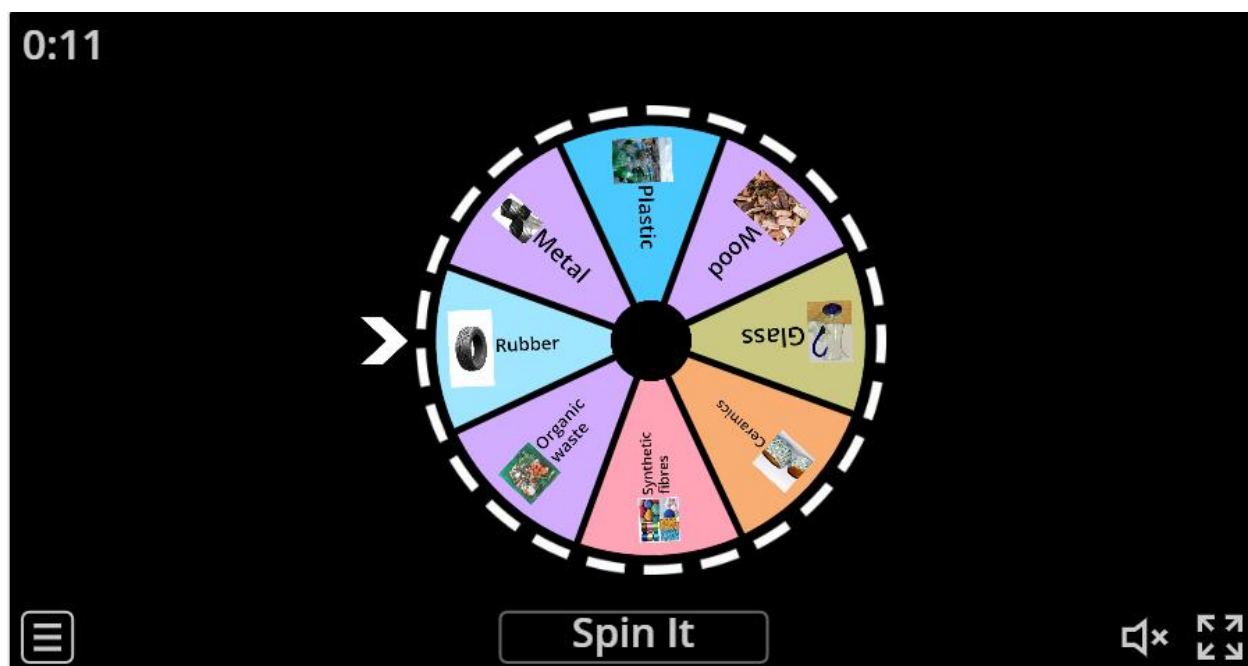 0:11
Plastic
Wood
Glass
Ceramics
Synthetic
fibres
Organic
waste
Rubber
Metal
Spin It